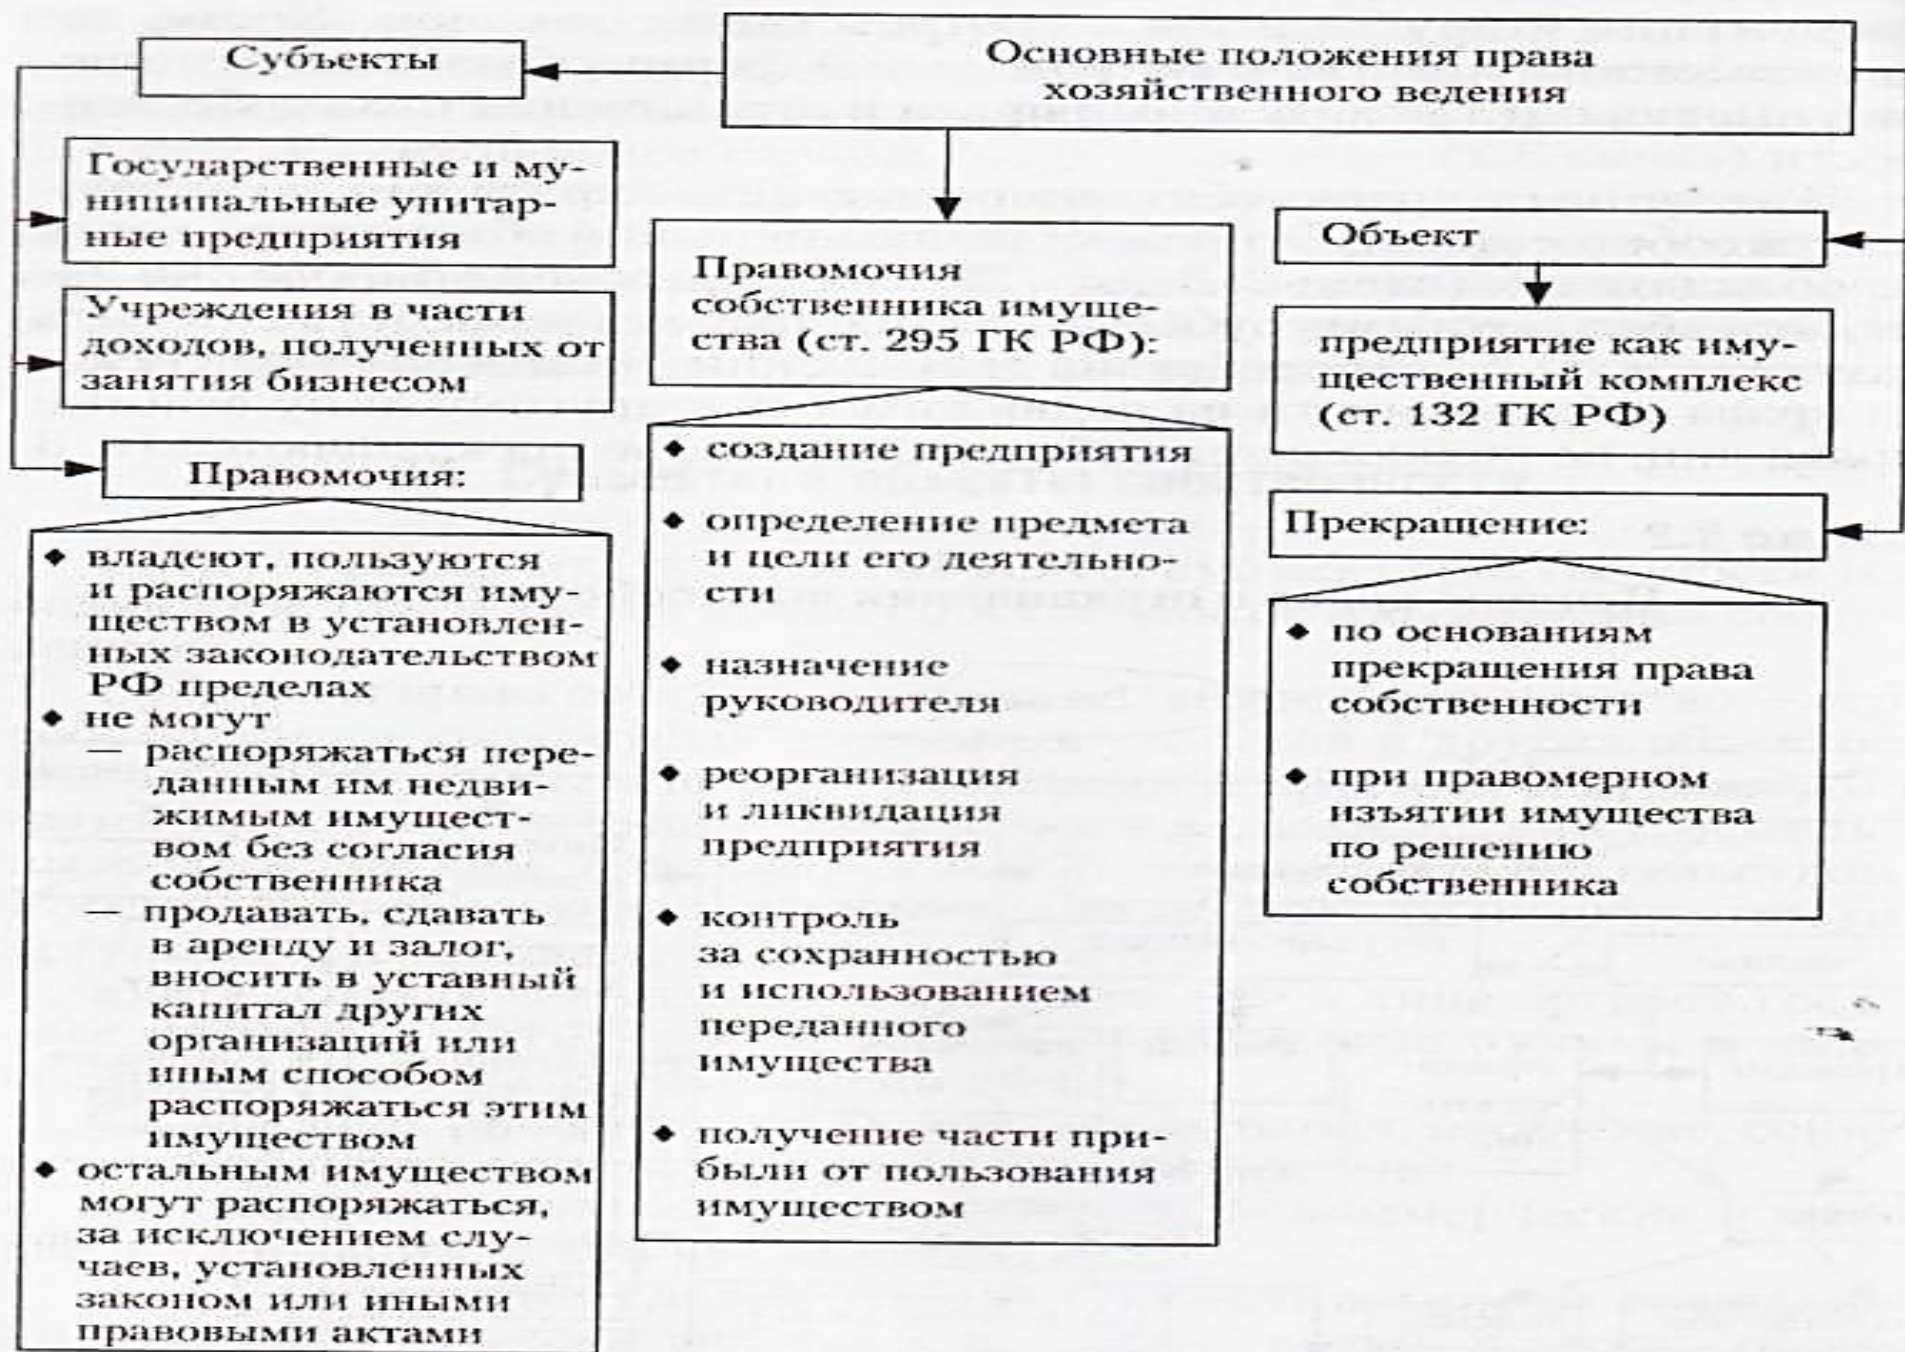 Основные положения права
хозяйственного ведения
Субъекты
Государственные и му-
ниципальные унитар-
ные предприятия
Учреждения в части
доходов, полученных от
занятия бизнесом
Правомочия:
♦ владеют, пользуются
и распоряжаются иму-
ществом в установлен-
ных законодательством
РФ пределах
♦ не могут
— распоряжаться пере-
данным им недви-
жимым имущест-
вом без согласия
собственника
— продавать, сдавать
в аренду и залог,
вносить в уставный
капитал других
организаций или
иным способом
распоряжаться этим
имуществом
♦ остальным имуществом
могут распоряжаться,
за исключением слу-
чаев, установленных
законом или иными
правовыми актами
Правомочия
собственника имуще-
ства (ст. 295 ГК РФ):
♦ создание предприятия
♦ определение предмета
и цели его деятельно-
сти
♦ назначение
руководителя
♦ реорганизация
и ликвидация
предприятия
♦ контроль
за сохранностью
и использованием
переданного
имущества
♦ получение части при-
были от пользования
имуществом
Объект
предприятие как иму-
щественный комплекс
(ст. 132 ГК РФ)
Прекращение:
♦ по основаниям
прекращения права
собственности
♦ при правомерном
изъятии имущества
по решению
собственника